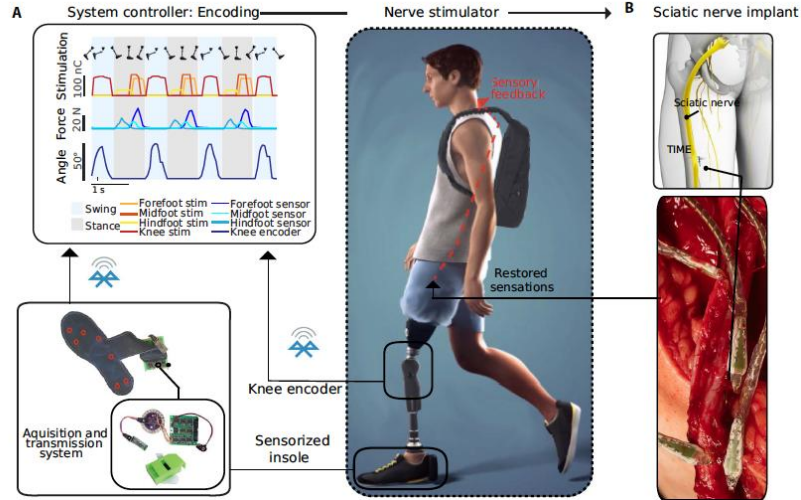 A
System controller: Encoding
Nerve stimulator
B
Sciatic nerve implant
Stimulation
100 nC
Force
20 N
Angle
50°
1 s
Swing
Stance
Forefoot stim
Midfoot stim
Hindfoot stim
Knee stim
Forefoot sensor
Midfoot sensor
Hindfoot sensor
Knee encoder
Sensory
feedback
Sciatic nerve
TIME
Restored
sensations
Knee encoder
Sensorized
insole
Aquisition and
transmission
system